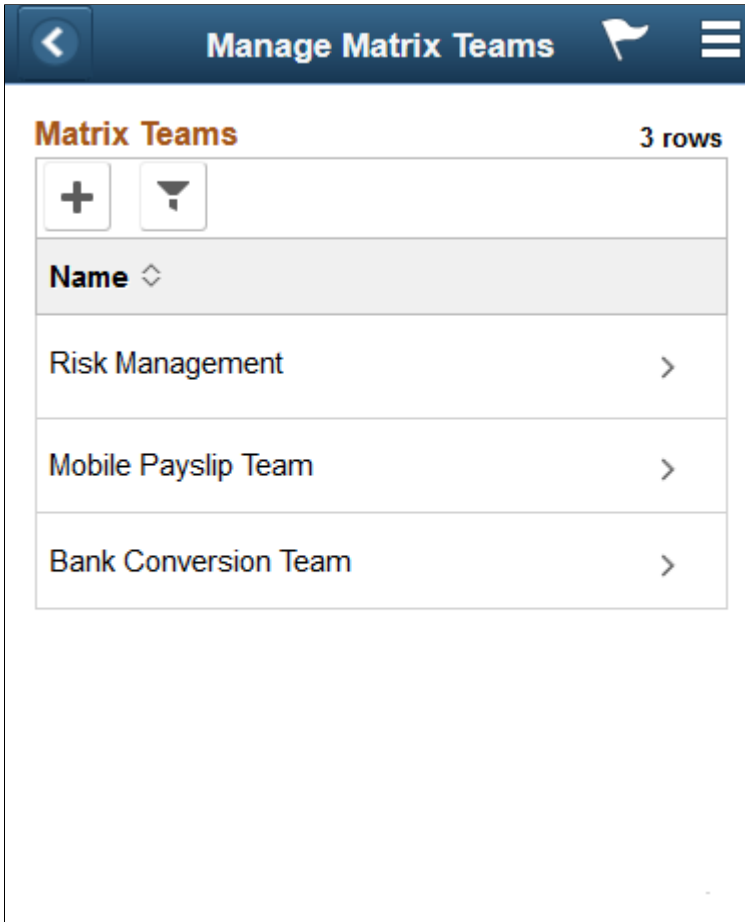 Manage Matrix Teams
Matrix Teams
3 rows
Name
Risk Management
Mobile Payslip Team
Bank Conversion Team